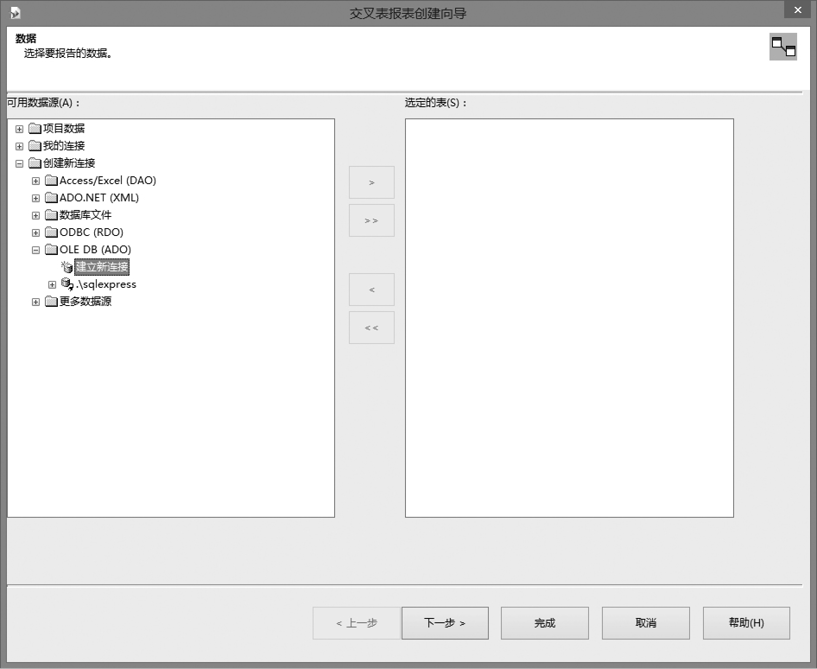 交叉表报表创建向导
数据
选择要报告的数据。
可用数据源(A)：
选定的表(S)：
项目数据
我的连接
创建新连接
Access/Excel (DAO)
ADO.NET (XML)
数据库文件
ODBC (RDO)
OLE DB (ADO)
建立新连接
.\sqlexpress
更多数据源
>
>>
<
<<
< 上一步
下一步 >
完成
取消
帮助(H)